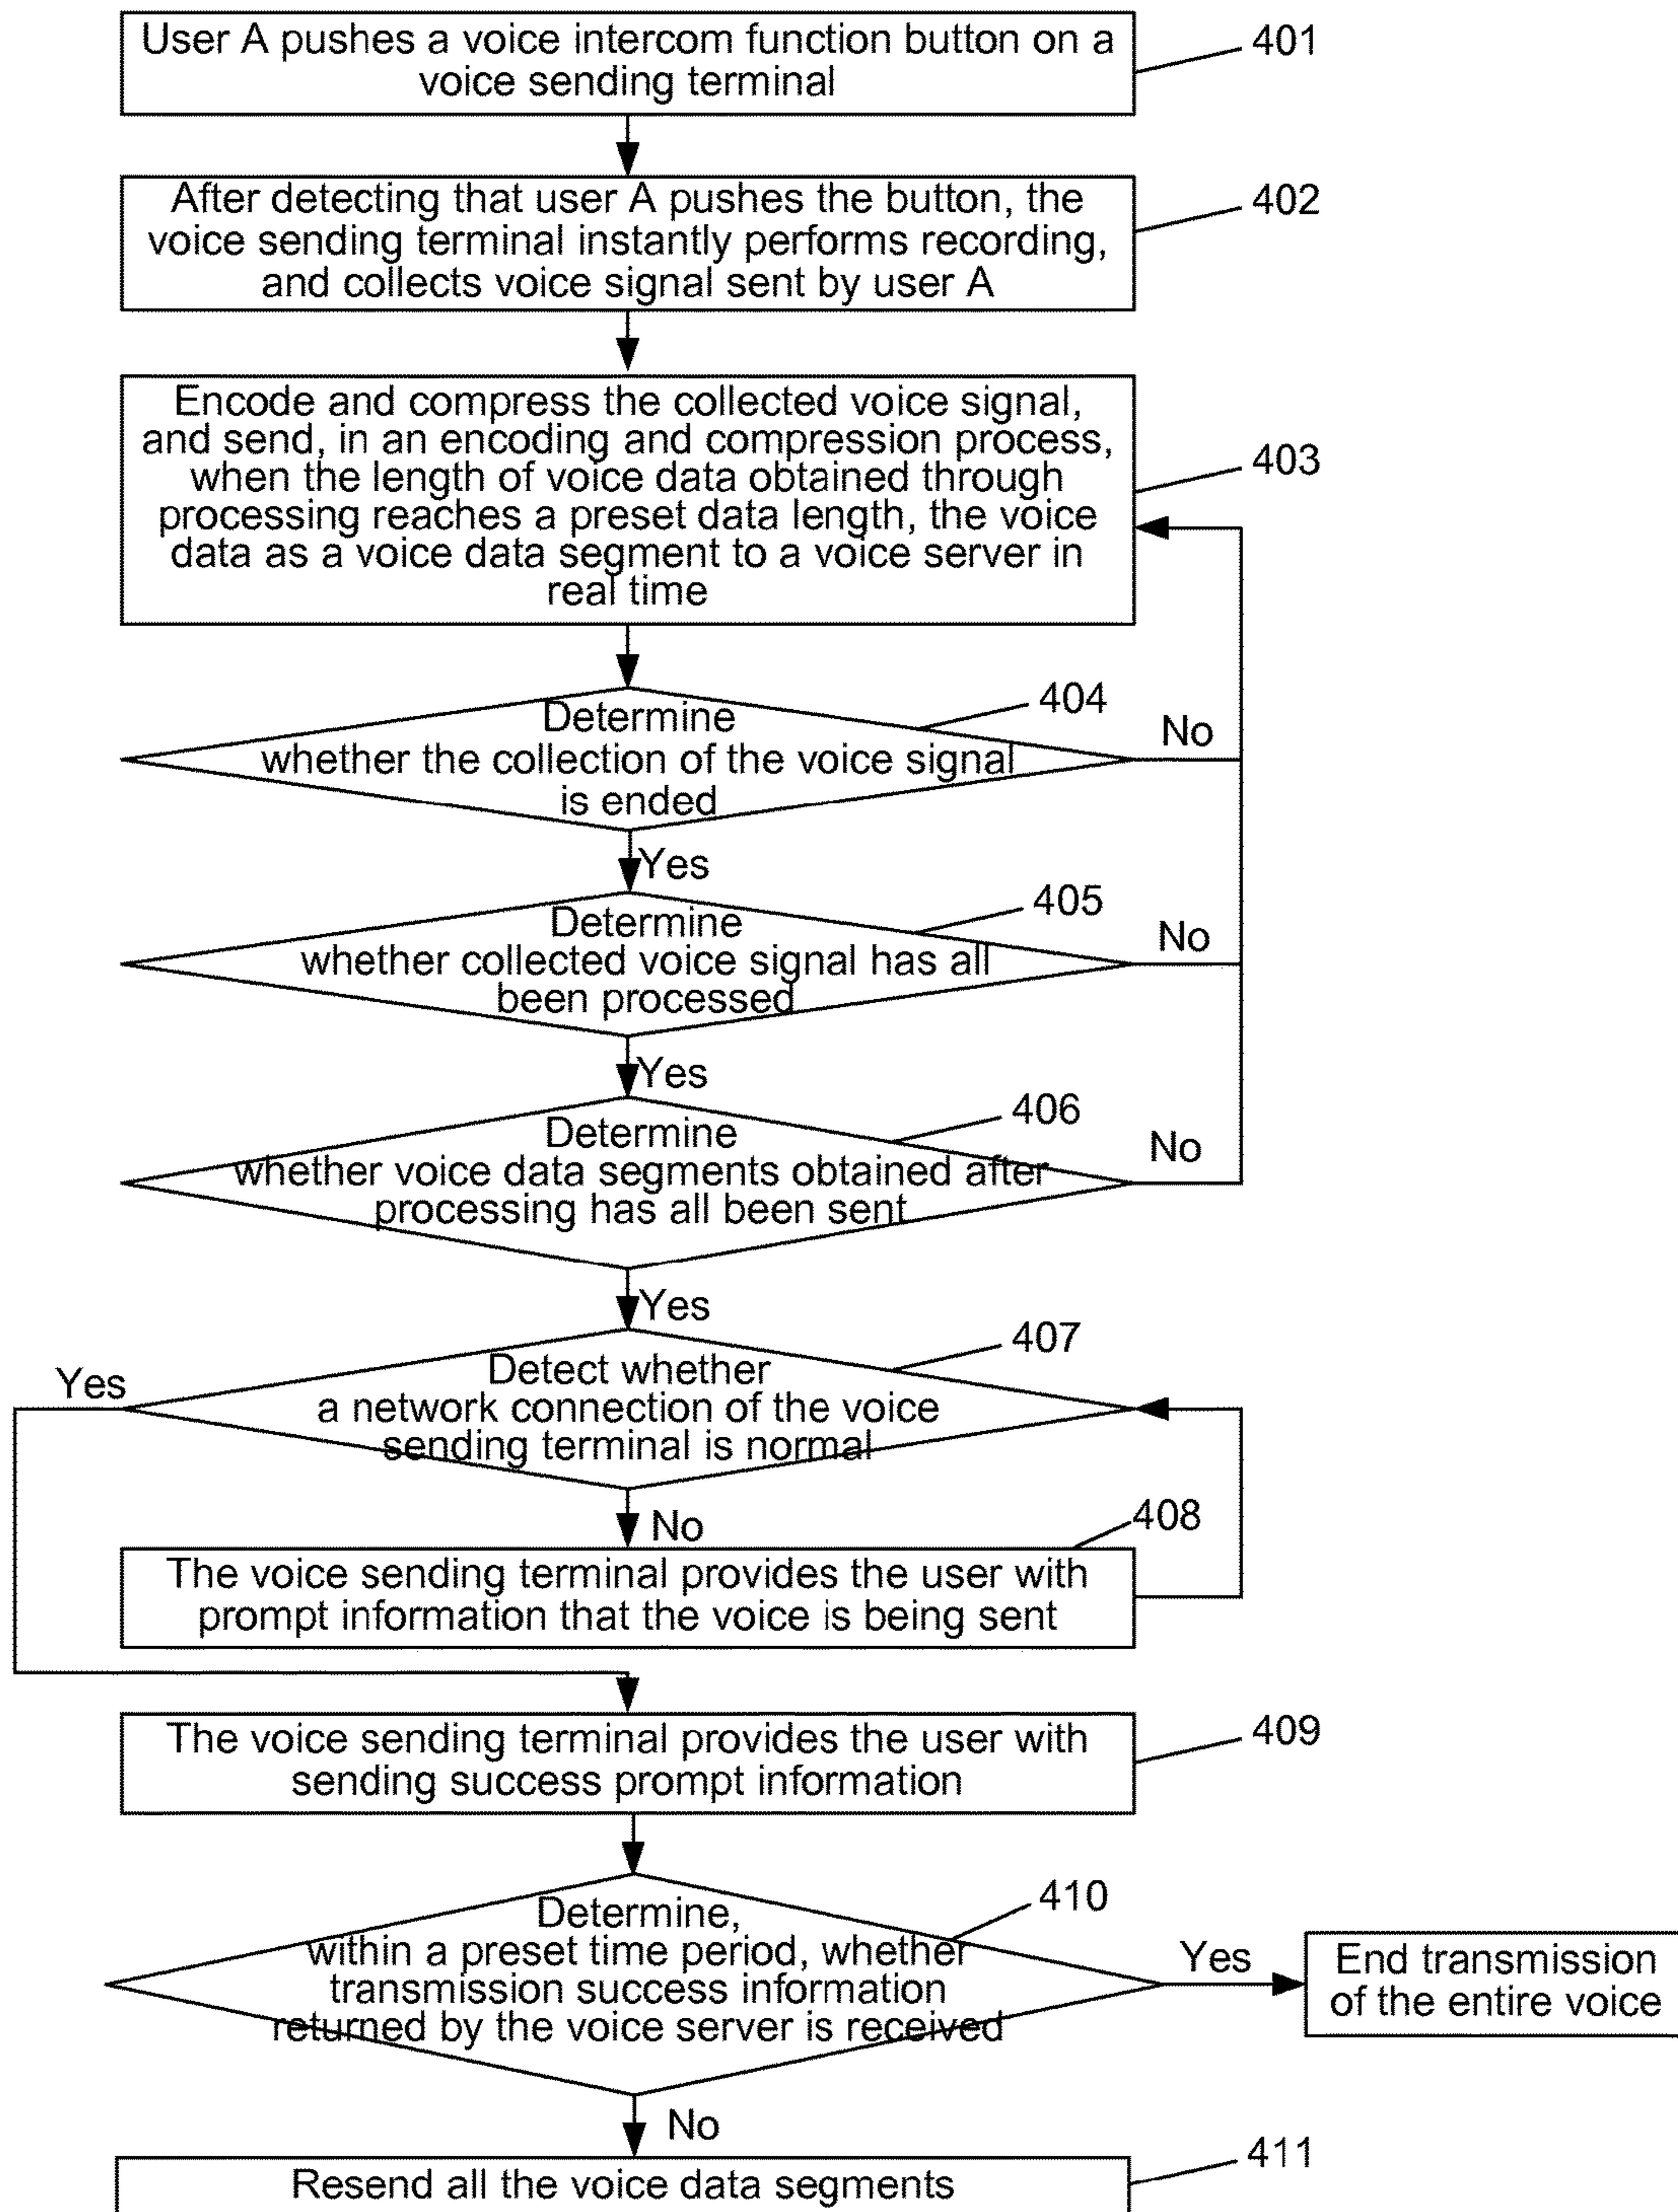 User A pushes a voice intercom function button on a
voice sending terminal
401
After detecting that user A pushes the button, the
voice sending terminal instantly performs recording,
and collects voice signal sent by user A
402
Encode and compress the collected voice signal,
and send, in an encoding and compression process,
when the length of voice data obtained through
processing reaches a preset data length, the voice
data as a voice data segment to a voice server in
real time
403
404
Determine
whether the collection of the voice signal
is ended
No
Yes
405
Determine
whether collected voice signal has all
been processed
No
Yes
406
Determine
whether voice data segments obtained after
processing has all been sent
No
Yes
407
Detect whether
a network connection of the voice
sending terminal is normal
Yes
No
408
The voice sending terminal provides the user with
prompt information that the voice is being sent
The voice sending terminal provides the user with
sending success prompt information
409
410
Determine,
within a preset time period, whether
transmission success information
returned by the voice server is received
Yes
End transmission
of the entire voice
No
411
Resend all the voice data segments